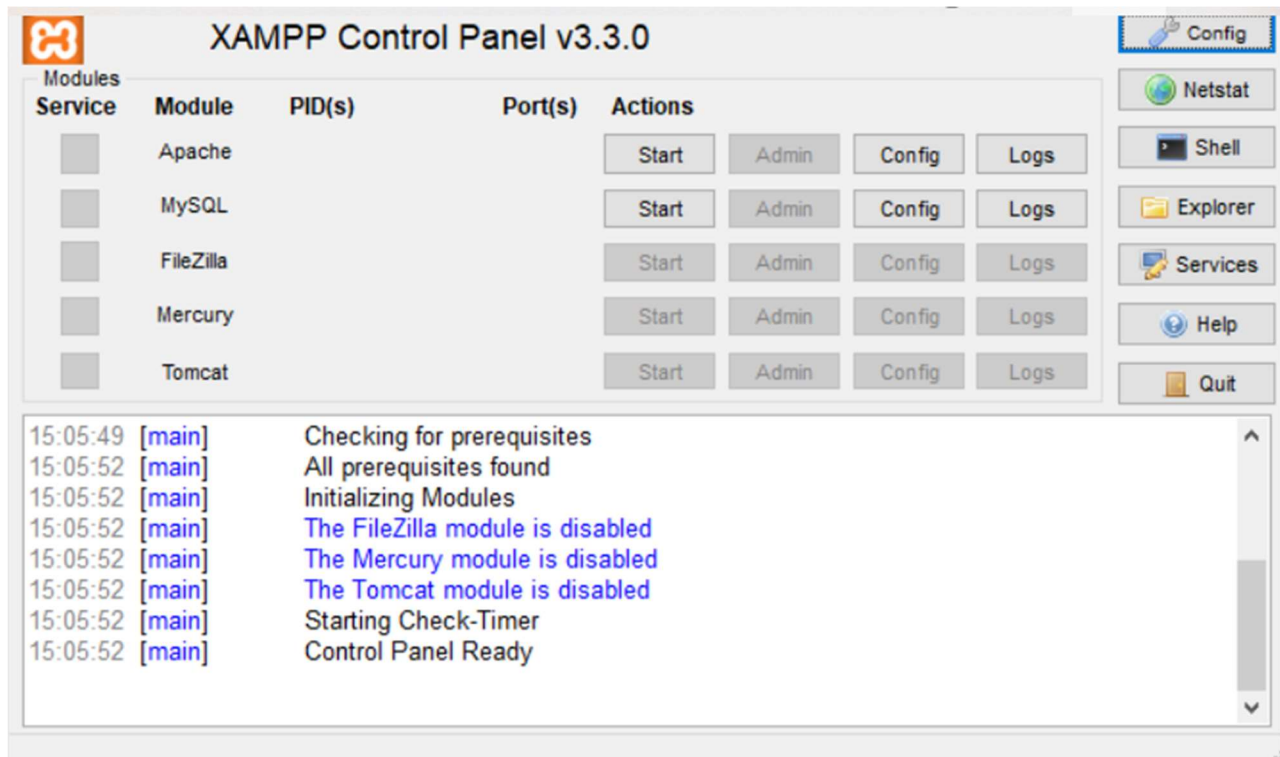 XAMPP Control Panel v3.3.0
Config
Modules
Netstat
Service Module PID(s) Port(s) Actions
Apache Start Admin Config Logs
Shell
MySQL Start Admin Config Logs
Explorer
FileZilla Start Admin Config Logs
Services
Mercury Start Admin Config Logs
Help
Tomcat Start Admin Config Logs
Quit
15:05:49 [main] Checking for prerequisites
15:05:52 [main] All prerequisites found
15:05:52 [main] Initializing Modules
15:05:52 [main] The FileZilla module is disabled
15:05:52 [main] The Mercury module is disabled
15:05:52 [main] The Tomcat module is disabled
15:05:52 [main] Starting Check-Timer
15:05:52 [main] Control Panel Ready